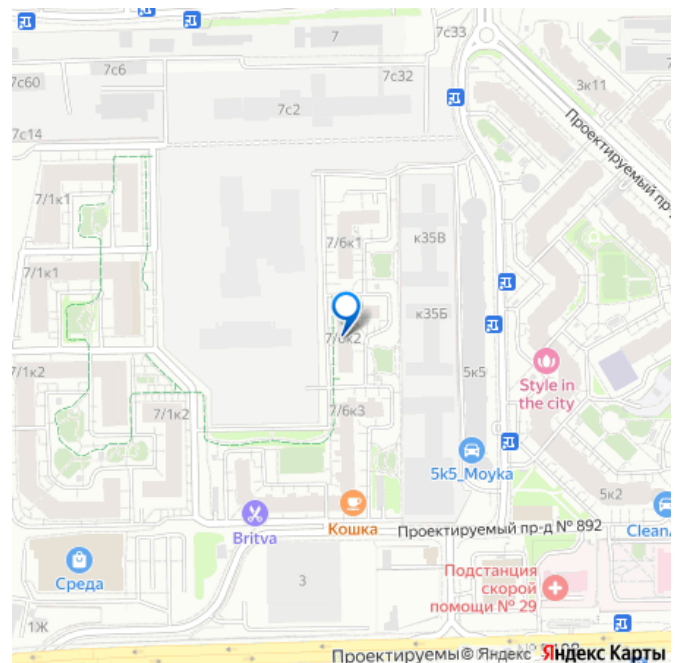 7с33
7
7с6
7с60
7с32
3к11
7с2
7с14
Проектируемый пр
7/1к1
7/6к1
к35В
7/1к1
к35Б
7/6к2
5к5
Style in
the city
7/1к2
7/1к2
7/6к3
5k5_Moyka
5к2
Britva
Кошка
Проектируемый пр-д № 892
Clean
Среда
3
Подстанция
скорой
помощи № 29
1Ж
Проектируемы
© Яндекс
Яндекс Карты